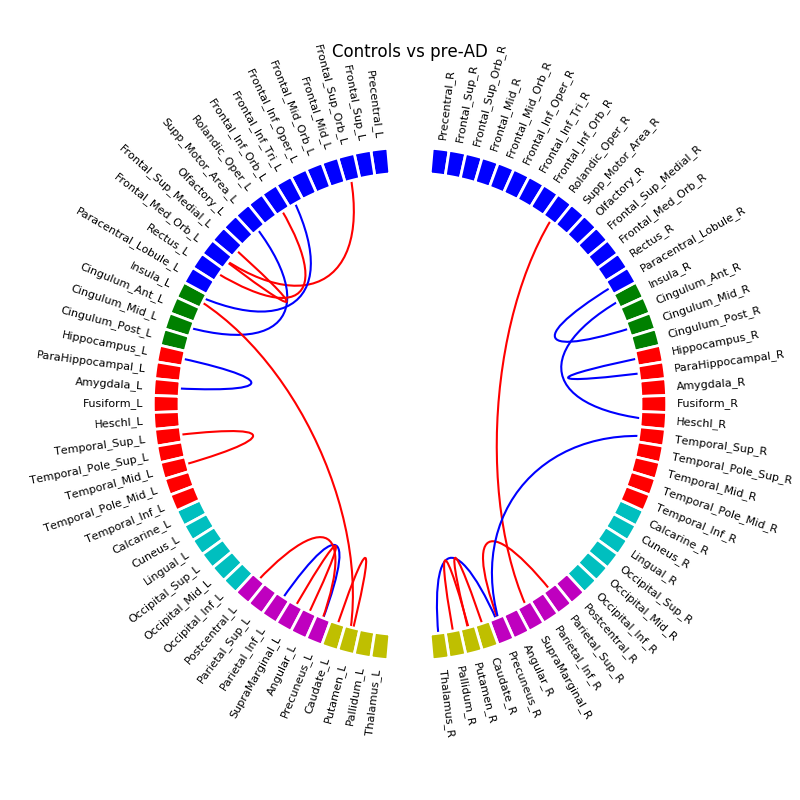 Controls vs pre-AD
Precentral_L
Frontal_Sup_L
Frontal_Sup_Orb_L
Frontal_Mid_L
Frontal_Mid_Orb_L
Frontal_Inf_Oper_L
Frontal_Inf_Tri_L
Frontal_Inf_Orb_L
Rolandic_Oper_L
Supp_Motor_Area_L
Olfactory_L
Frontal_Sup_Medial_L
Frontal_Med_Orb_L
Rectus_L
Paracentral_Lobule_L
Insula_L
Cingulum_Ant_L
Cingulum_Mid_L
Cingulum_Post_L
Hippocampus_L
ParaHippocampal_L
Amygdala_L
Fusiform_L
Heschl_L
Temporal_Sup_L
Temporal_Pole_Sup_L
Temporal_Mid_L
Temporal_Pole_Mid_L
Temporal_Inf_L
Calcarine_L
Cuneus_L
Lingual_L
Occipital_Sup_L
Occipital_Mid_L
Occipital_Inf_L
Postcentral_L
Parietal_Sup_L
Parietal_Inf_L
SupraMarginal_L
Angular_L
Precuneus_L
Caudate_L
Putamen_L
Pallidum_L
Thalamus_L
Precentral_R
Frontal_Sup_R
Frontal_Sup_Orb_R
Frontal_Mid_R
Frontal_Mid_Orb_R
Frontal_Inf_Oper_R
Frontal_Inf_Tri_R
Frontal_Inf_Orb_R
Rolandic_Oper_R
Supp_Motor_Area_R
Olfactory_R
Frontal_Sup_Medial_R
Frontal_Med_Orb_R
Rectus_R
Paracentral_Lobule_R
Insula_R
Cingulum_Ant_R
Cingulum_Mid_R
Cingulum_Post_R
Hippocampus_R
ParaHippocampal_R
Amygdala_R
Fusiform_R
Heschl_R
Temporal_Sup_R
Temporal_Pole_Sup_R
Temporal_Mid_R
Temporal_Pole_Mid_R
Temporal_Inf_R
Calcarine_R
Cuneus_R
Lingual_R
Occipital_Sup_R
Occipital_Mid_R
Occipital_Inf_R
Postcentral_R
Parietal_Sup_R
Parietal_Inf_R
SupraMarginal_R
Angular_R
Precuneus_R
Caudate_R
Putamen_R
Pallidum_R
Thalamus_R